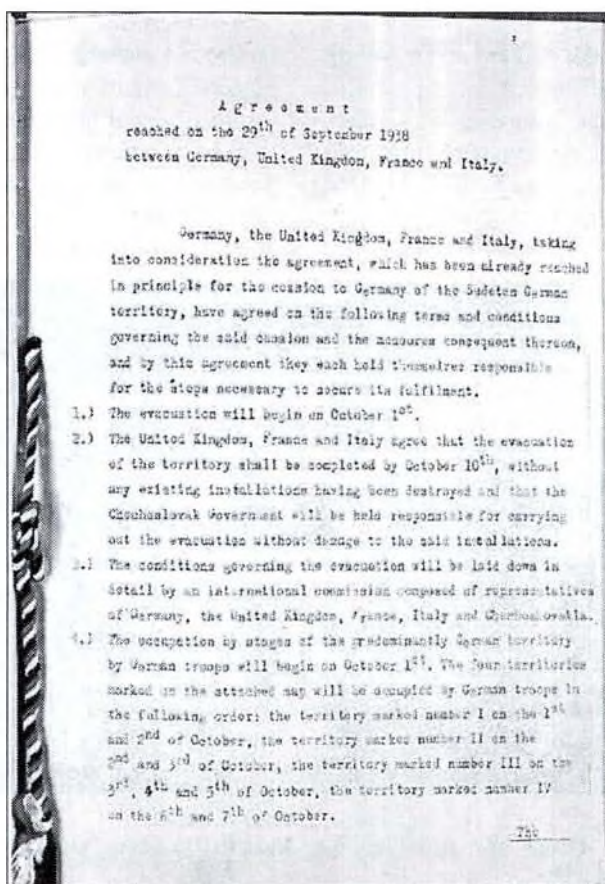 A g r e e m e n t
reached on the 29th of September 1938
between Germany, United Kingdom, France and Italy.
Germany, the United Kingdom, France and Italy, taking
into consideration the agreement, which has been already reached
in principle for the cession to Germany of the Sudeten German
territory, have agreed on the following terms and conditions
governing the said cession and the measures consequent thereon,
and by this agreement they each hold themselves responsible
for the steps necessary to secure its fulfilment.
1.) The evacuation will begin on October 1st.
2.) The United Kingdom, France and Italy agree that the evacuation
of the territory shall be completed by October 10th, without
any existing installations having been destroyed and that the
Czechoslovak Government will be held responsible for carrying
out the evacuation without damage to the said installations.
3.) The conditions governing the evacuation will be laid down in
detail by an international commission composed of representatives
of Germany, the United Kingdom, France, Italy and Czechoslovakia.
4.) The occupation by stages of the predominantly German territory
by German troops will begin on October 1st. The four territories
marked on the attached map will be occupied by German troops in
the following order: the territory marked number I on the 1st
and 2nd of October, the territory marked number II on the
2nd and 3rd of October, the territory marked number III on the
3rd, 4th and 5th of October, the territory marked number IV
on the 6th and 7th of October.
The